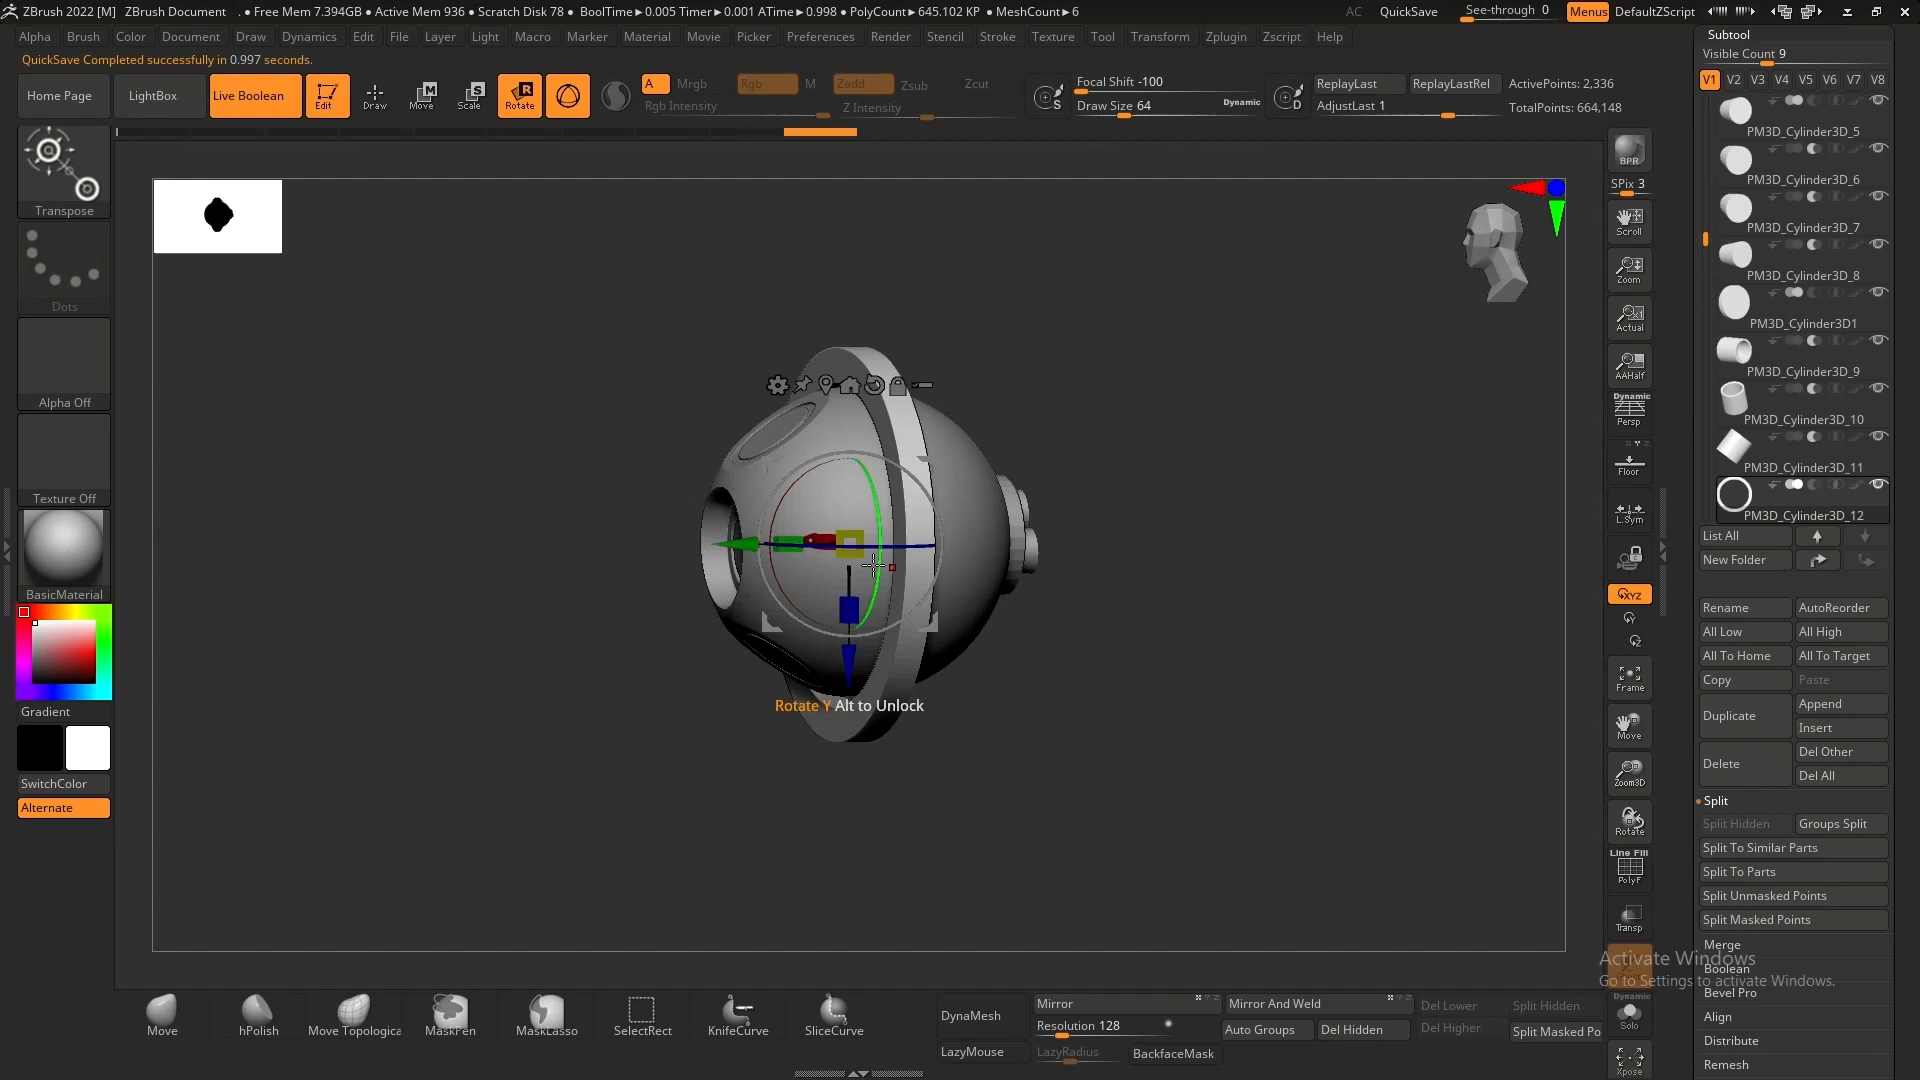 ZBrush 2022 [M] ZBrush Document . ● Free Mem 7.394GB ● Active Mem 936 ● Scratch Disk 78 ● BoolTime►0.005 Timer►0.001 ATime►0.998 ● PolyCount►645.102 KP ● MeshCount►6 AC QuickSave See-through 0 Menus DefaultZScript
Alpha Brush Color Document Draw Dynamics Edit File Layer Light Macro Marker Material Movie Picker Preferences Render Stencil Stroke Texture Tool Transform Zplugin Zscript Help
QuickSave Completed successfully in 0.997 seconds.
Home Page LightBox Live Boolean Edit Draw Move Scale Rotate
A Mrgb Rgb M Zadd Zsub Zcut
Rgb Intensity Z Intensity
Focal Shift -100
Draw Size 64 Dynamic
ReplayLast ReplayLastRel ActivePoints: 2,336
AdjustLast 1 TotalPoints: 664,148
Transpose
Dots
Alpha Off
Texture Off
BasicMaterial
Gradient
SwitchColor
Alternate
Rotate Y Alt to Unlock
BPR
SPix 3
Scroll
Zoom
Actual
AAHalf
Dynamic
Persp
Floor
L.Sym
XYZ
Y
Z
Frame
Move
Zoom3D
Rotate
Line Fill
PolyF
Transp
Dynamic
Solo
Xpose
Subtool
Visible Count 9
V1 V2 V3 V4 V5 V6 V7 V8
PM3D_Cylinder3D_5
PM3D_Cylinder3D_6
PM3D_Cylinder3D_7
PM3D_Cylinder3D_8
PM3D_Cylinder3D1
PM3D_Cylinder3D_9
PM3D_Cylinder3D_10
PM3D_Cylinder3D_11
PM3D_Cylinder3D_12
List All
New Folder
Rename AutoReorder
All Low All High
All To Home All To Target
Copy Paste
Duplicate Append
Insert
Delete Del Other
Del All
Split
Split Hidden Groups Split
Split To Similar Parts
Split To Parts
Split Unmasked Points
Split Masked Points
Merge
Boolean
Bevel Pro
Align
Distribute
Remesh
Activate Windows
Go to Settings to activate Windows.
Move hPolish Move Topologica MaskPen MaskLasso SelectRect KnifeCurve SliceCurve
DynaMesh
LazyMouse
Mirror Mirror And Weld Del Lower Split Hidden
Resolution 128 Auto Groups Del Hidden Del Higher Split Masked Po
LazyRadius BackfaceMask